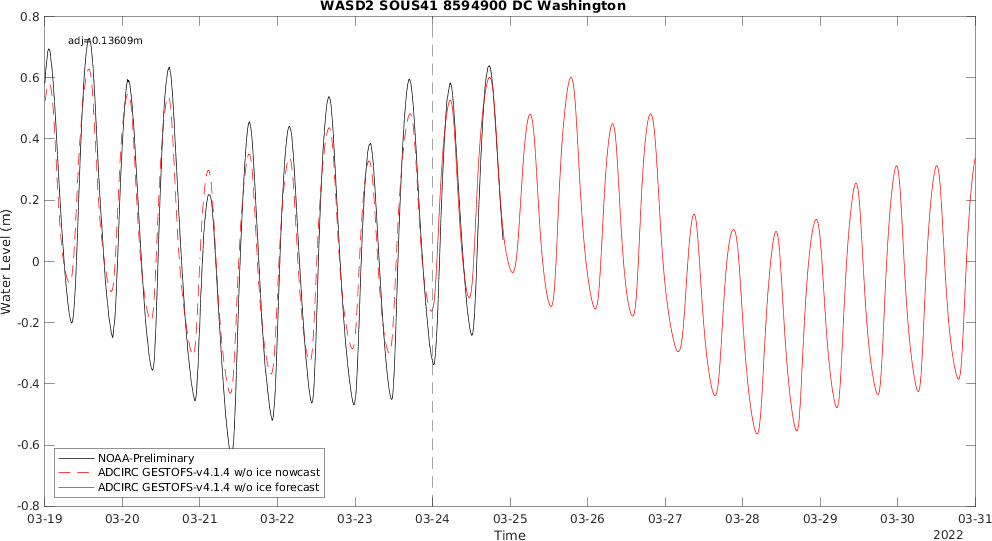 WASD2 SOUS41 8594900 DC Washington
adj=0.13609m
Water Level (m)
0.8
0.6
0.4
0.2
0
-0.2
-0.4
-0.6
-0.8
NOAA-Preliminary
ADCIRC GESTOFS-v4.1.4 w/o ice nowcast
ADCIRC GESTOFS-v4.1.4 w/o ice forecast
03-19 03-20 03-21 03-22 03-23 03-24 03-25 03-26 03-27 03-28 03-29 03-30 03-31
Time
2022